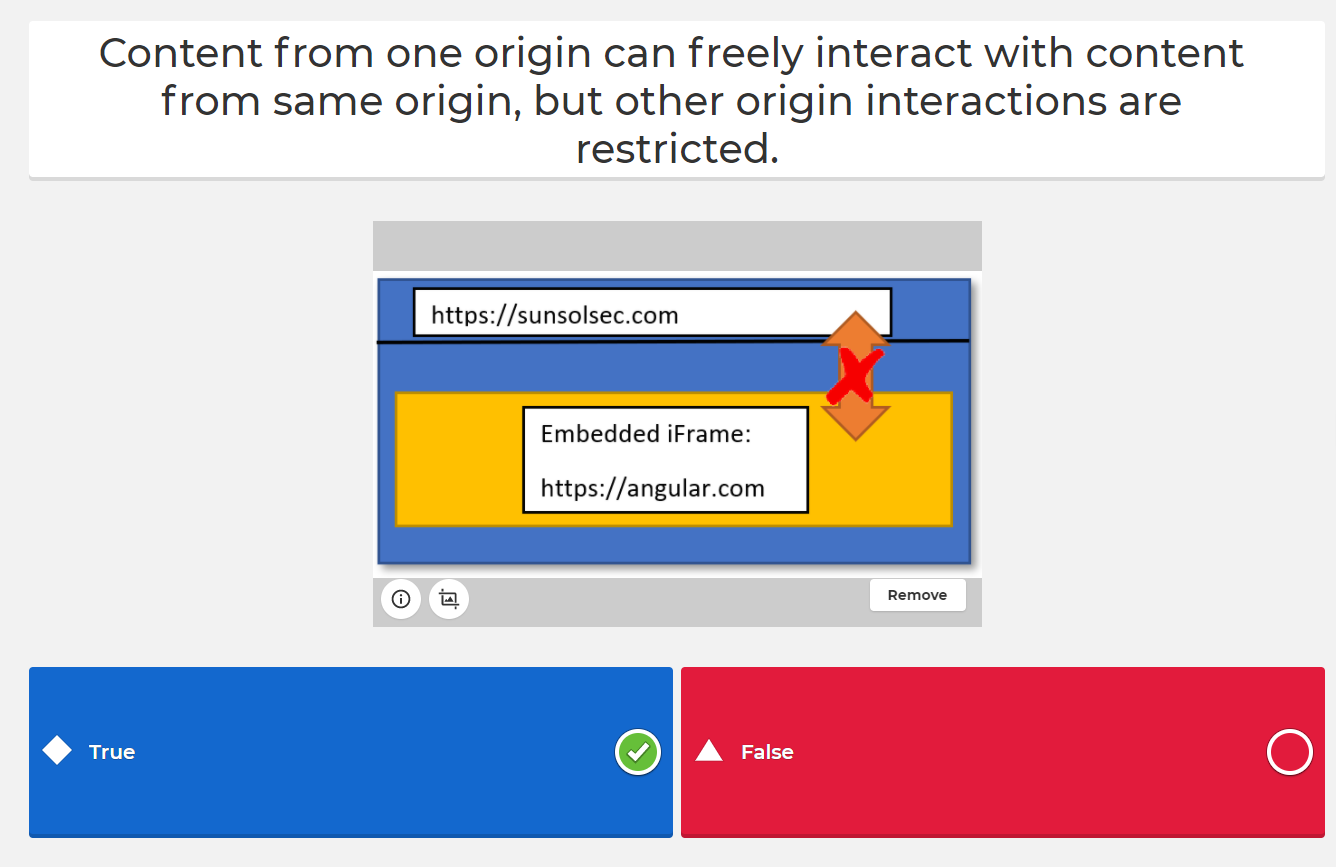 Content from one origin can freely interact with content
from same origin, but other origin interactions are
restricted.
https://sunsolsec.com
Embedded iFrame:
https://angular.com
Remove
True
False